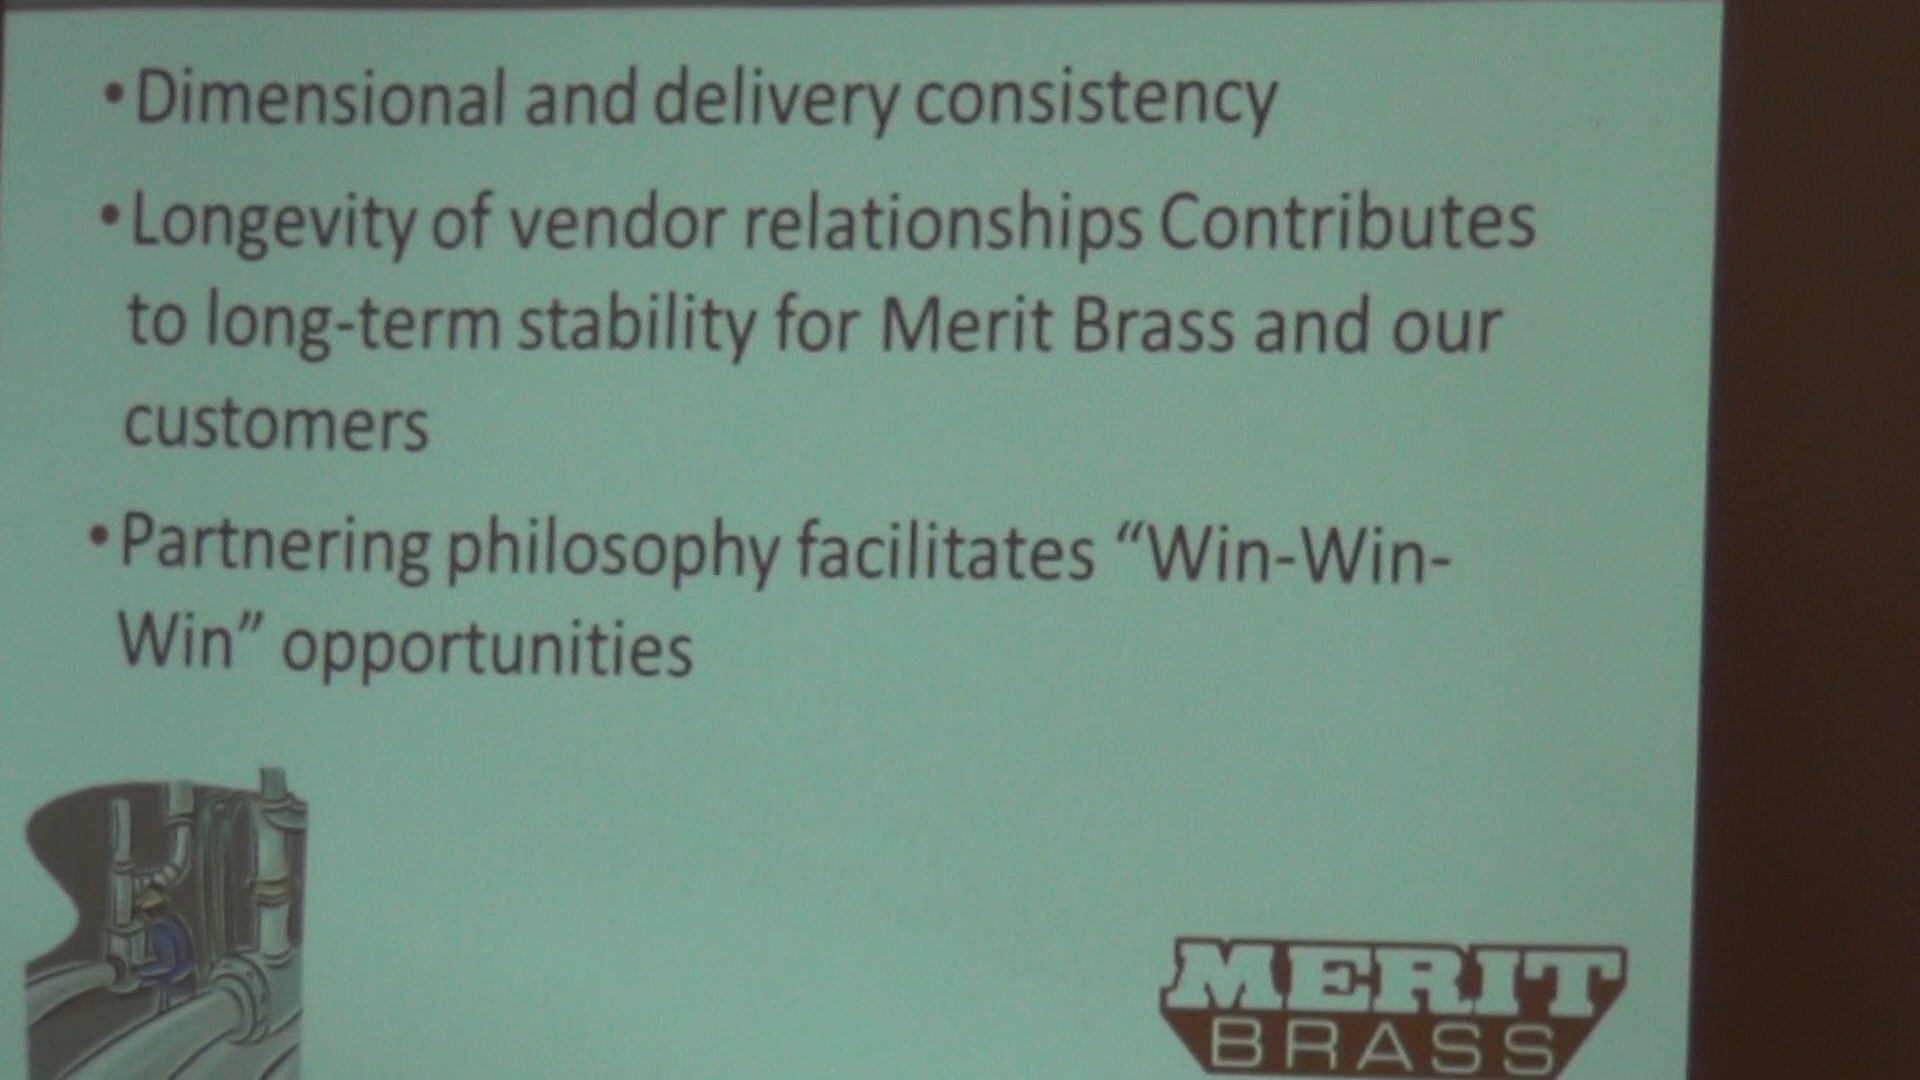 •Dimensional and delivery consistency
•Longevity of vendor relationships Contributes
to long-term stability for Merit Brass and our
customers
•Partnering philosophy facilitates “Win-Win-
Win” opportunities
MERIT
BRASS